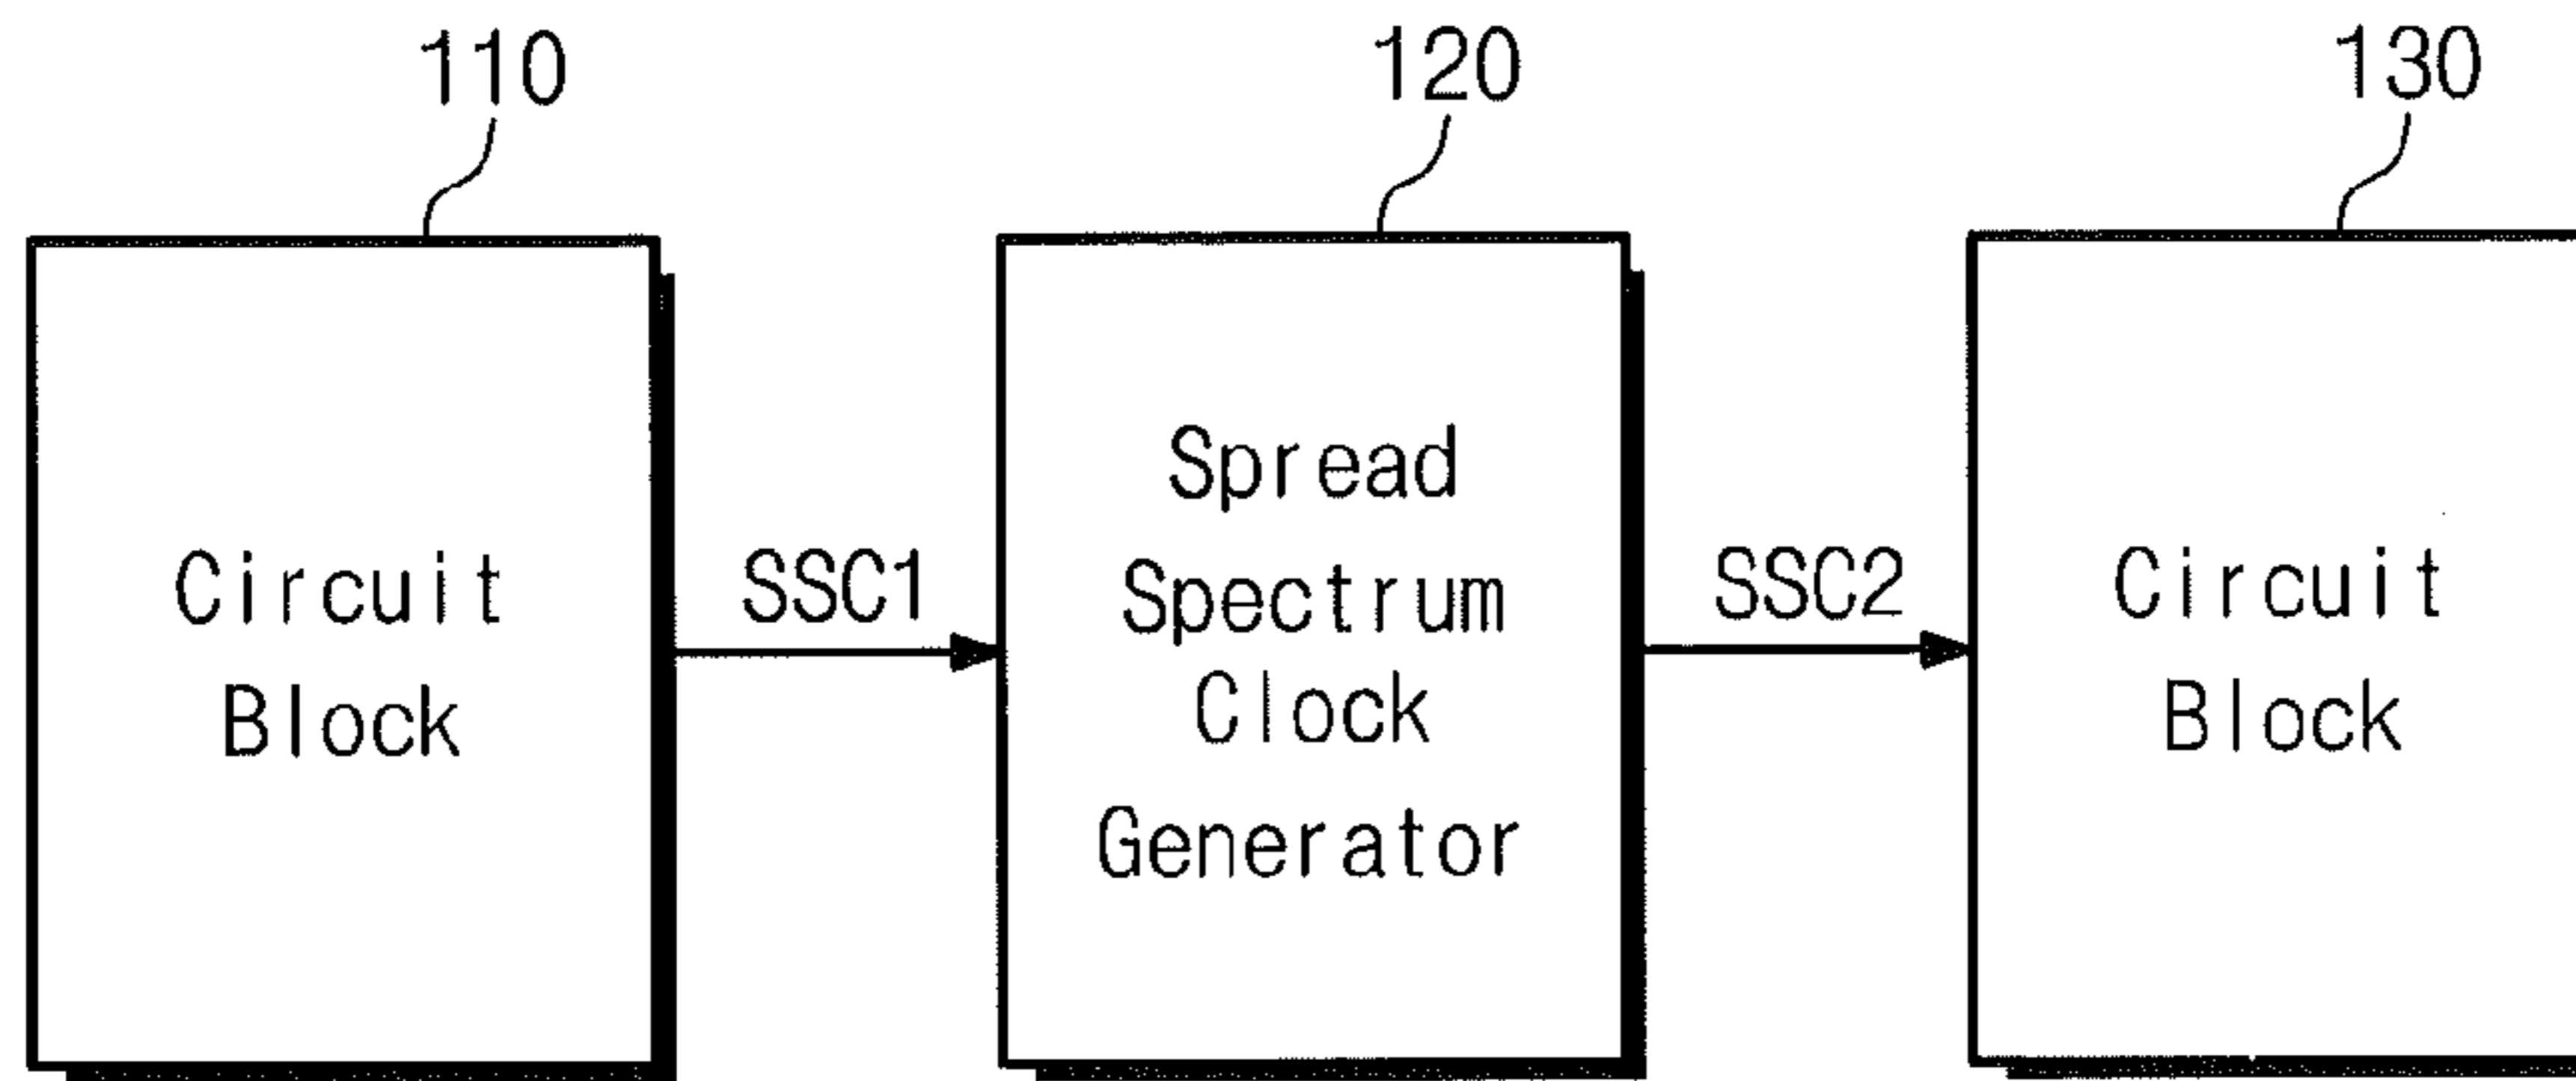 110
120
130
Circuit
Block
SSC1
Spread
Spectrum
Clock
Generator
SSC2
Circuit
Block